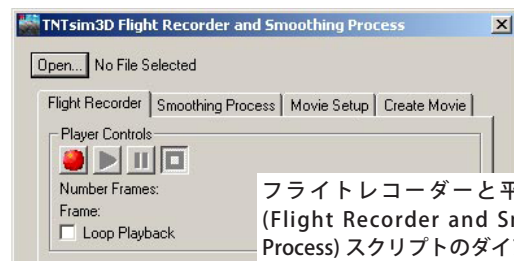 TNTsim3D Flight Recorder and Smoothing Process
Open... No File Selected
Flight Recorder Smoothing Process Movie Setup Create Movie
Player Controls
Number Frames:
Frame:
Loop Playback
フライトレコーダーと平
(Flight Recorder and
Process) スクリプトのダイ